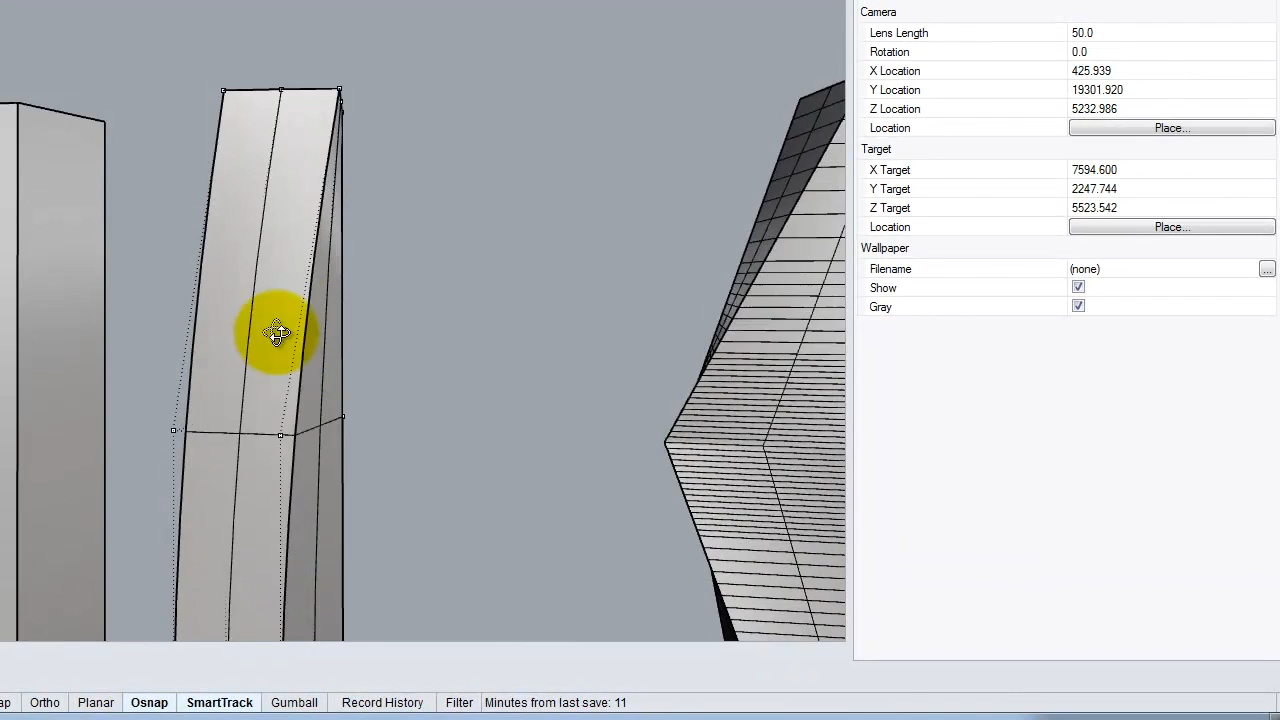 Camera
Lens Length 50.0
Rotation 0.0
X Location 425.939
Y Location 19301.920
Z Location 5232.986
Location Place...
Target
X Target 7594.600
Y Target 2247.744
Z Target 5523.542
Location Place...
Wallpaper
Filename (none) ...
Show
Gray
ap Ortho Planar Osnap SmartTrack Gumball Record History Filter Minutes from last save: 11